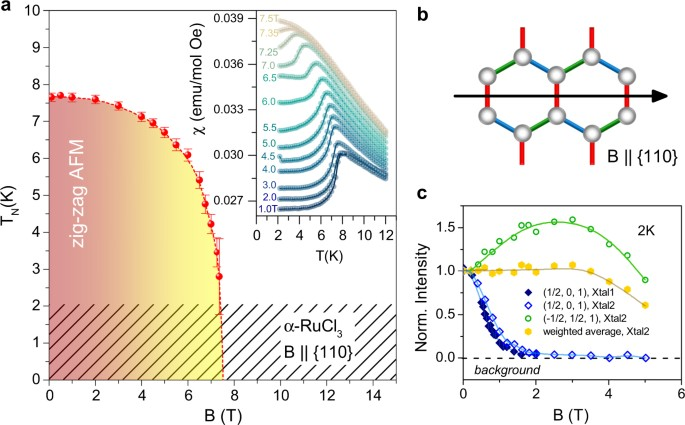 a
T_N(K)
10
9
8
7
6
5
4
3
2
1
0
zig-zag AFM
α-RuCl3
B || {110}
0 2 4 6 8 10 12 14
B (T)
χ (emu/mol Oe)
0.039
0.036
0.033
0.030
0.027
7.5T
7.35
7.25
7.0
6.5
6.0
5.5
5.0
4.5
4.0
3.0
2.0
1.0T
0 2 4 6 8 10 12
T(K)
b
B || {110}
c
Norm. Intensity
1.5
1.0
0.5
0.0
2K
(1/2, 0, 1), Xtal1
(1/2, 0, 1), Xtal2
(-1/2, 1/2, 1), Xtal2
weighted average, Xtal2
background
0 1 2 3 4 5 6
B (T)